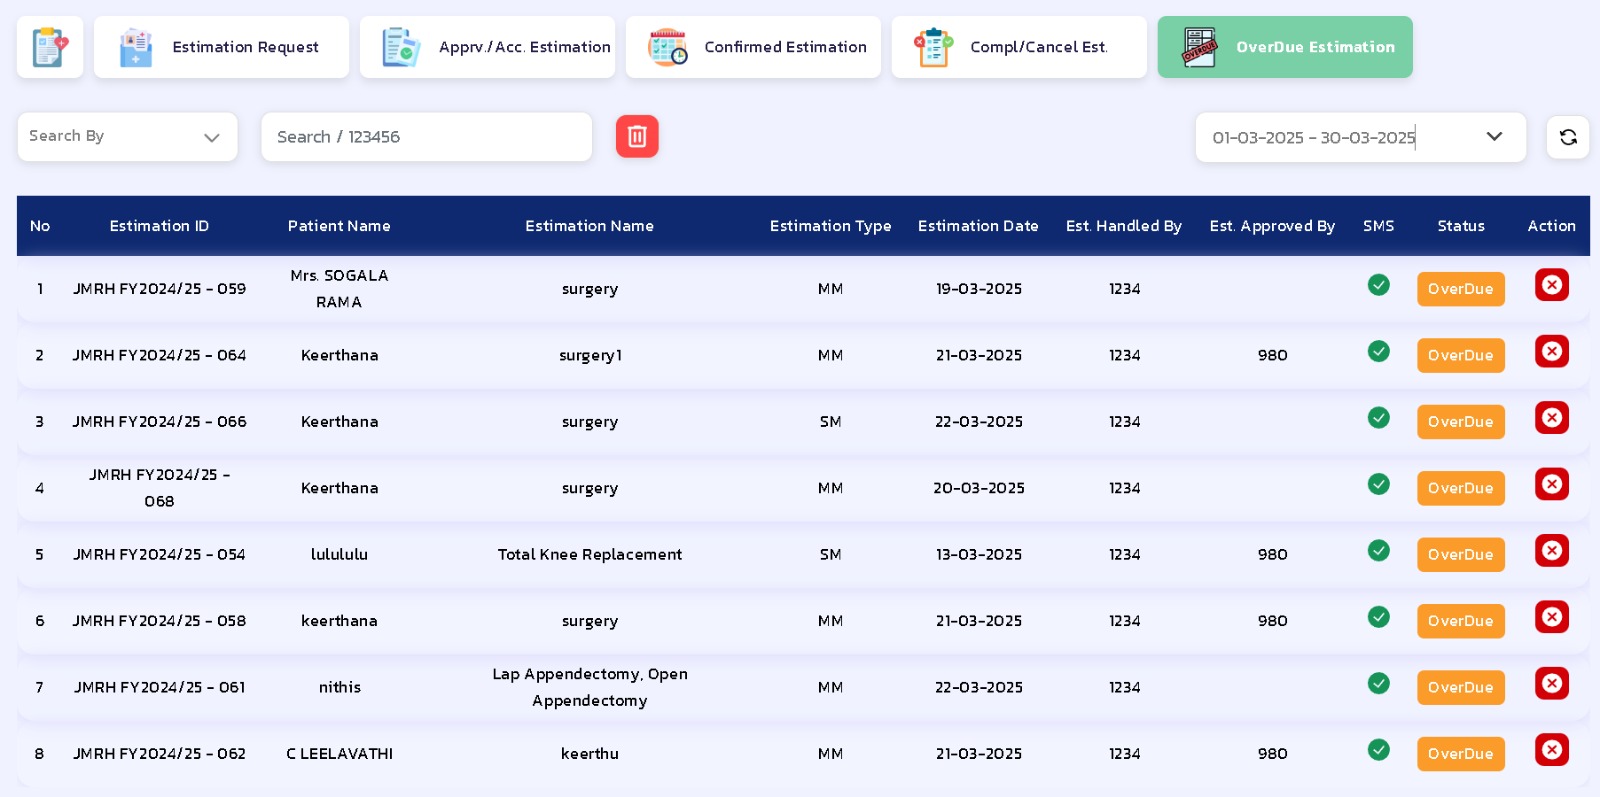 Estimation Request
Apprv./Acc. Estimation
Confirmed Estimation
Compl/Cancel Est.
OVERDUE
OverDue Estimation
Search By
Search / 123456
01-03-2025 - 30-03-2025
No Estimation ID Patient Name Estimation Name Estimation Type Estimation Date Est. Handled By Est. Approved By SMS Status Action
1 JMRH FY2024/25 - 059 Mrs. SOGALA RAMA surgery MM 19-03-2025 1234 OverDue
2 JMRH FY2024/25 - 064 Keerthana surgery1 MM 21-03-2025 1234 980 OverDue
3 JMRH FY2024/25 - 066 Keerthana surgery SM 22-03-2025 1234 OverDue
4 JMRH FY2024/25 - 068 Keerthana surgery MM 20-03-2025 1234 OverDue
5 JMRH FY2024/25 - 054 lulululu Total Knee Replacement SM 13-03-2025 1234 980 OverDue
6 JMRH FY2024/25 - 058 keerthana surgery MM 21-03-2025 1234 980 OverDue
7 JMRH FY2024/25 - 061 nithis Lap Appendectomy, Open Appendectomy MM 22-03-2025 1234 OverDue
8 JMRH FY2024/25 - 062 C LEELAVATHI keerthu MM 21-03-2025 1234 980 OverDue